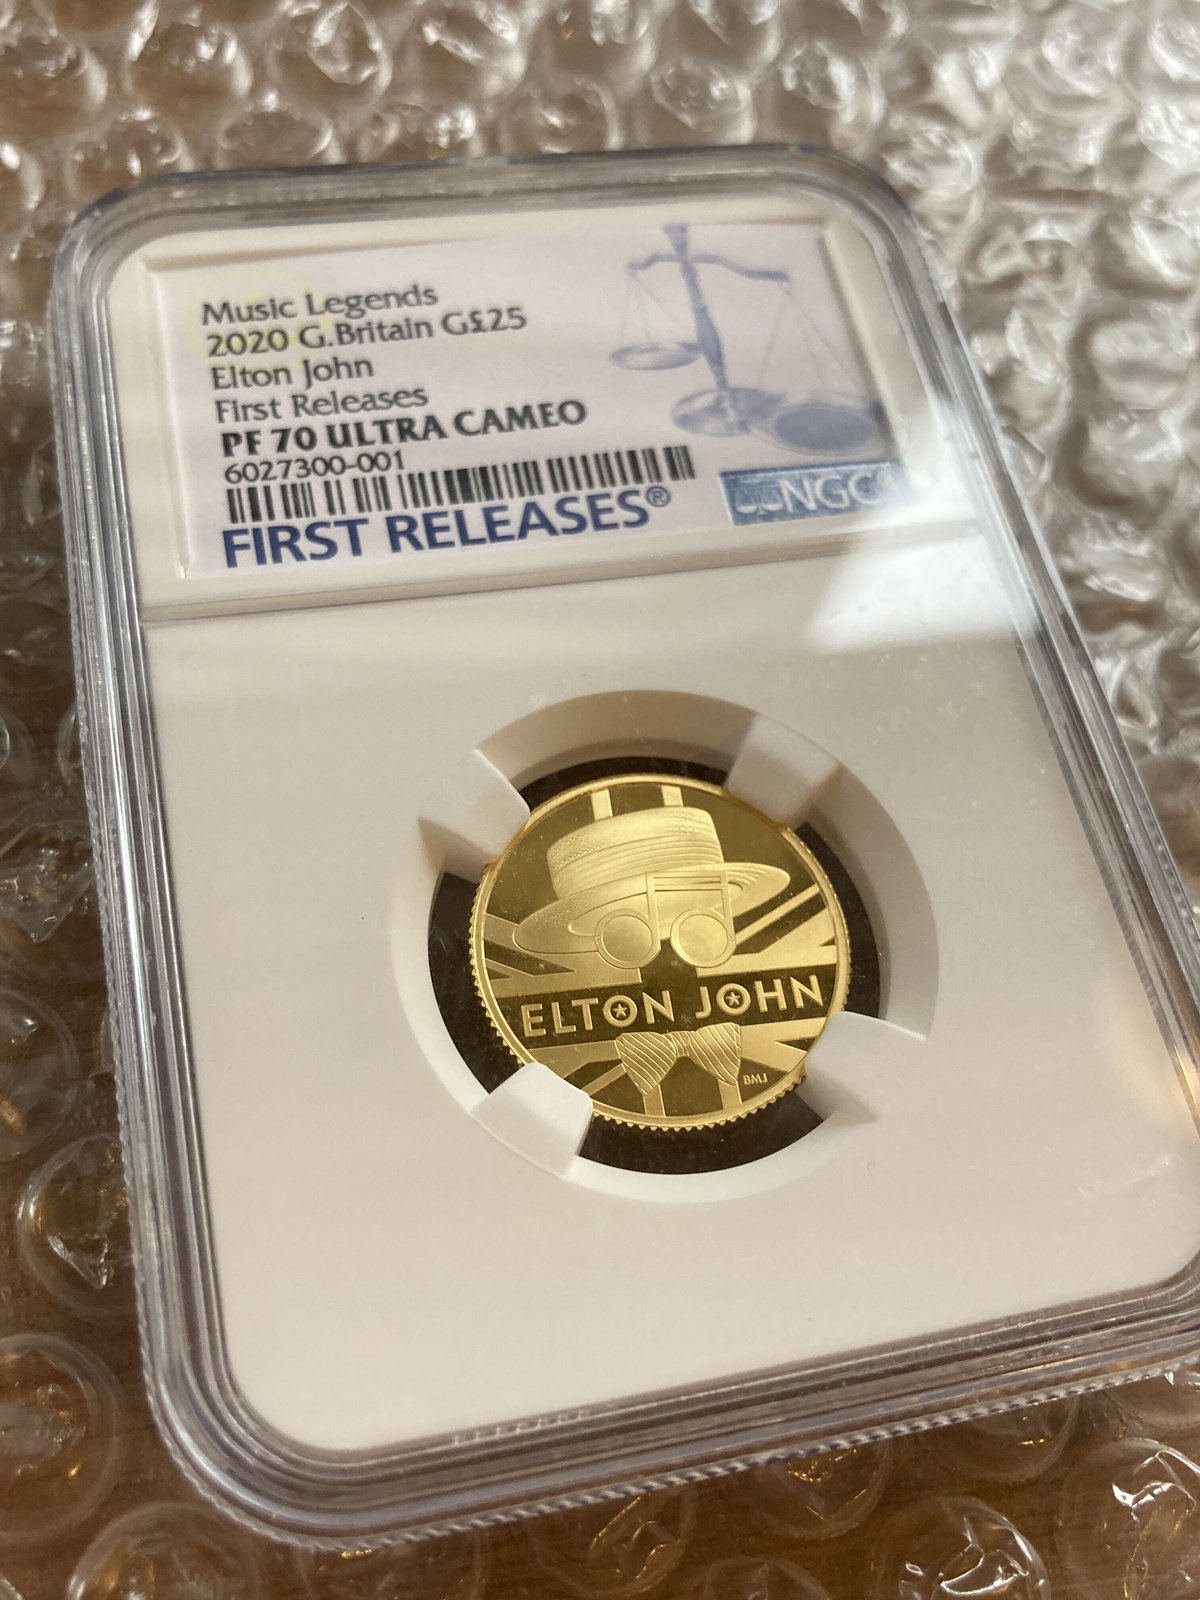 Music Legends
2020 G.Britain G£25
Elton John
First Releases
PF 70 ULTRA CAMEO
6027300-001
FIRST RELEASES®
NGC
ELTON JOHN
BMJ